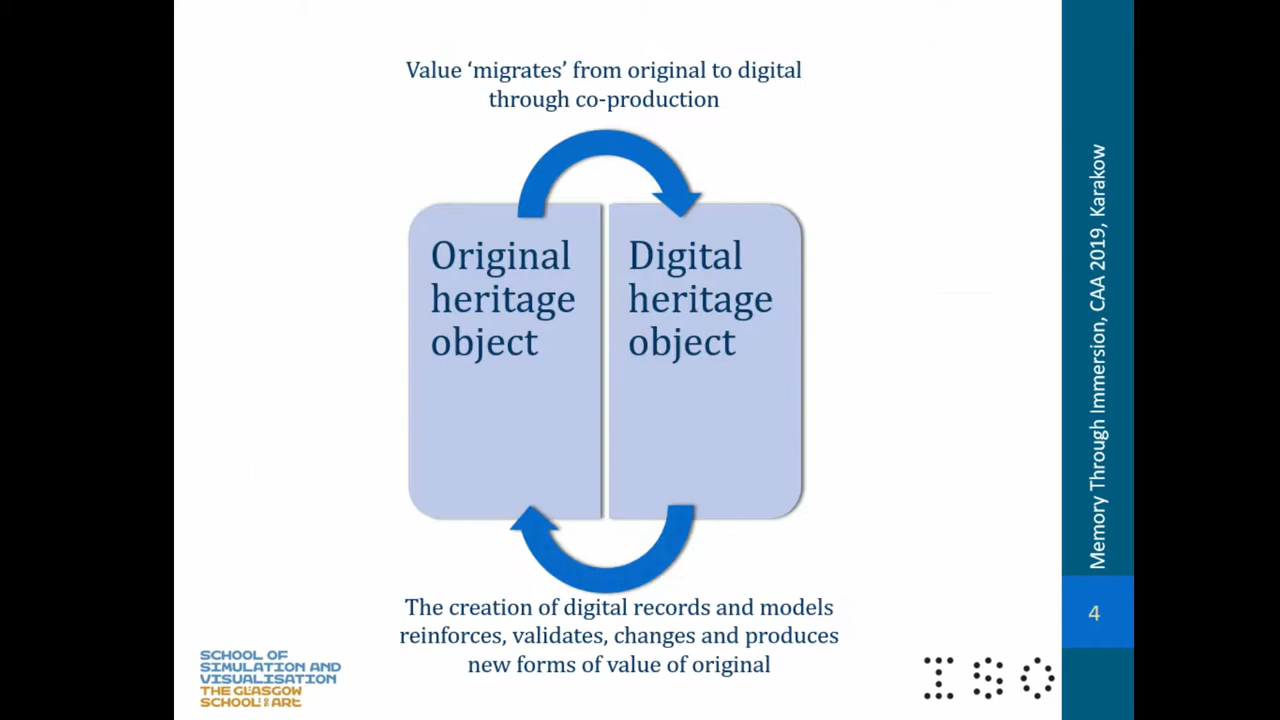 Value ‘migrates’ from original to digital
through co-production
Original
heritage
object
Digital
heritage
object
The creation of digital records and models
reinforces, validates, changes and produces
new forms of value of original
SCHOOL OF
SIMULATION AND
VISUALISATION
THE GLASGOW
SCHOOL OF ART
ISO
Memory Through Immersion, CAA 2019, Karakow
4